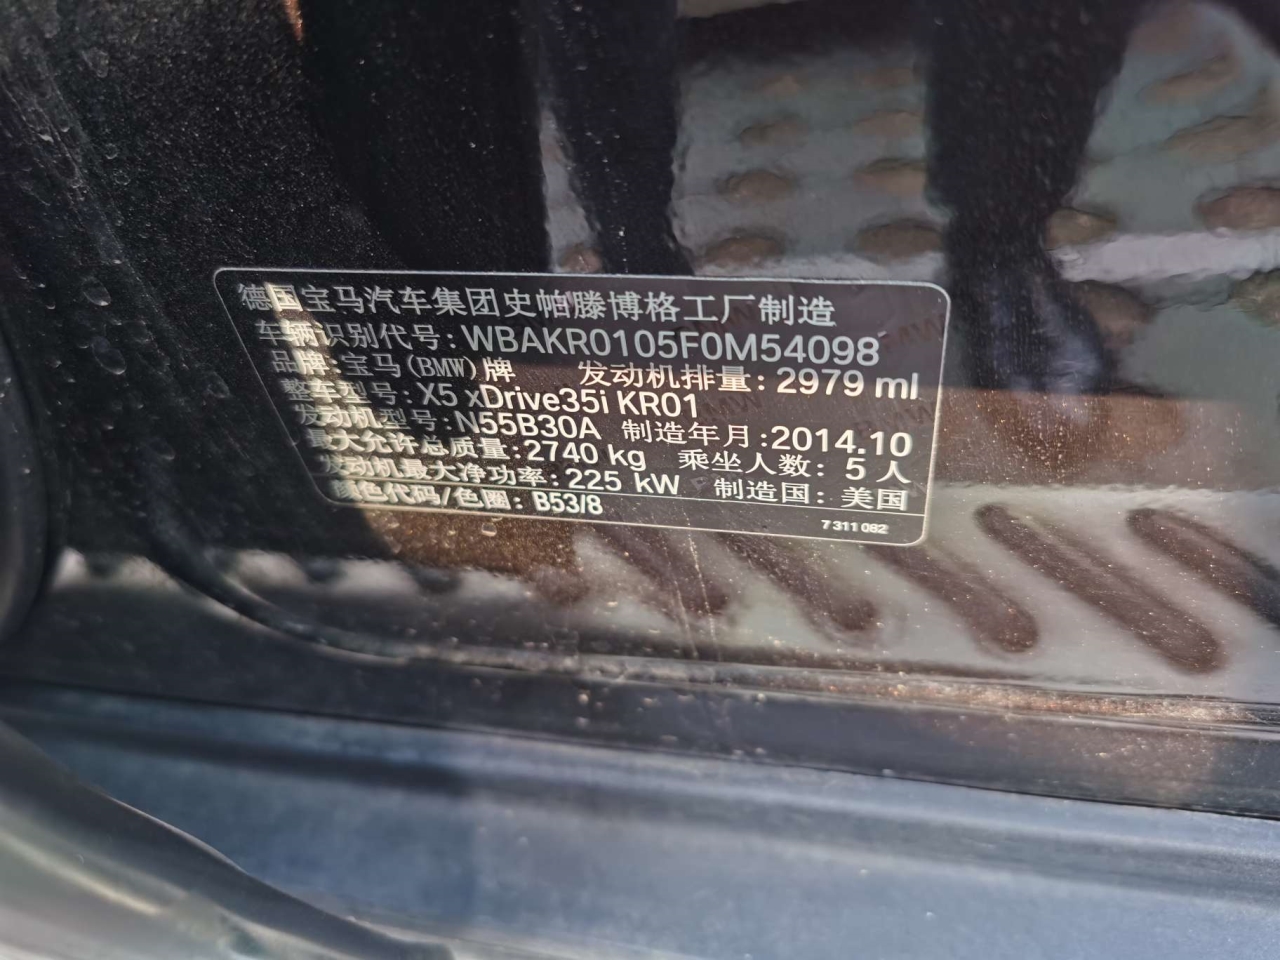 德国宝马汽车集团史帕滕博格工厂制造
车辆识别代号: WBAKR0105F0M54098
品牌: 宝马(BMW)牌 发动机排量: 2979 ml
整车型号: X5 xDrive35i KR01
发动机型号: N55B30A 制造年月: 2014.10
最大允许总质量: 2740 kg 乘坐人数: 5 人
发动机最大净功率: 225 kW 制造国: 美国
颜色代码/色圈: B53/8
7 311 082